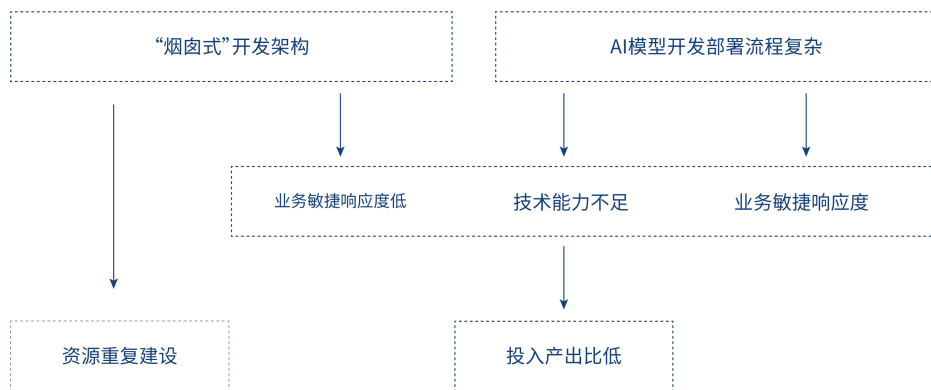 “烟囱式”开发架构
AI模型开发部署流程复杂
业务敏捷响应度低
技术能力不足
业务敏捷响应度
资源重复建设
投入产出比低